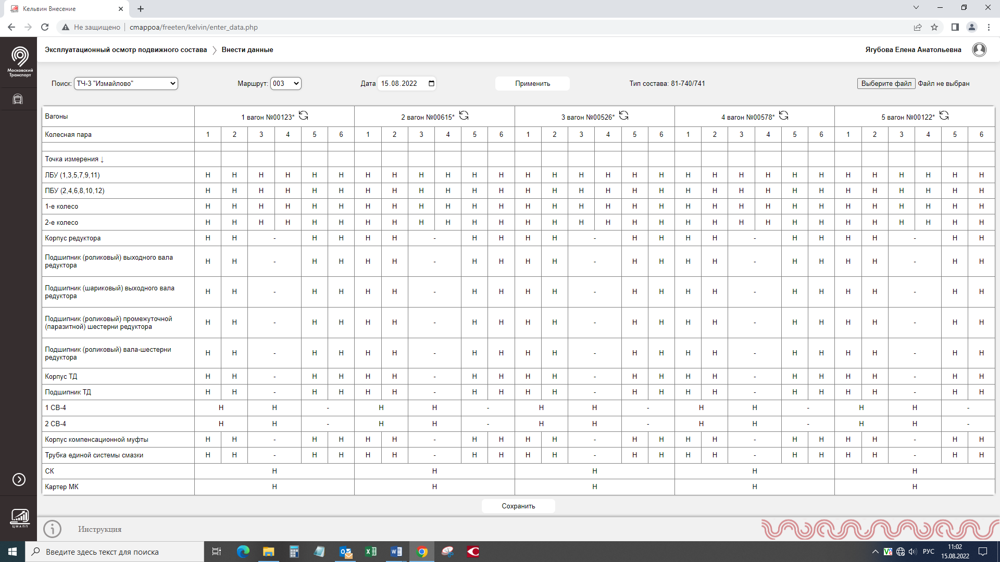 Кельвин Внесение
Не защищено cmappoa/freeten/kelvin/enter_data.php
Московский
Транспорт
Эксплуатационный осмотр подвижного состава Внести данные
Ягубова Елена Анатольевна
Поиск: ТЧ-3 "Измайлово" Маршрут: 003 Дата 15.08.2022 Применить Тип состава: 81-740/741 Выберите файл Файл не выбран
Вагоны 1 вагон №00123* 2 вагон №00615* 3 вагон №00526* 4 вагон №00578* 5 вагон №00122*
Колесная пара 1 2 3 4 5 6 1 2 3 4 5 6 1 2 3 4 5 6 1 2 3 4 5 6 1 2 3 4 5 6
Точка измерения ↓
ЛБУ (1,3,5,7,9,11) Н Н Н Н Н Н Н Н Н Н Н Н Н Н Н Н Н Н Н Н Н Н Н Н Н Н Н Н Н Н
ПБУ (2,4,6,8,10,12) Н Н Н Н Н Н Н Н Н Н Н Н Н Н Н Н Н Н Н Н Н Н Н Н Н Н Н Н Н Н
1-е колесо Н Н Н Н Н Н Н Н Н Н Н Н Н Н Н Н Н Н Н Н Н Н Н Н Н Н Н Н Н Н
2-е колесо Н Н Н Н Н Н Н Н Н Н Н Н Н Н Н Н Н Н Н Н Н Н Н Н Н Н Н Н Н Н
Корпус редуктора Н Н - Н Н Н Н - Н Н Н Н - Н Н Н Н - Н Н Н Н - Н Н
Подшипник (роликовый) выходного вала
редуктора Н Н - Н Н Н Н - Н Н Н Н - Н Н Н Н - Н Н Н Н - Н Н
Подшипник (шариковый) выходного вала
редуктора Н Н - Н Н Н Н - Н Н Н Н - Н Н Н Н - Н Н Н Н - Н Н
Подшипник (роликовый) промежуточной
(паразитной) шестерни редуктора Н Н - Н Н Н Н - Н Н Н Н - Н Н Н Н - Н Н Н Н - Н Н
Подшипник (роликовый) вала-шестерни
редуктора Н Н - Н Н Н Н - Н Н Н Н - Н Н Н Н - Н Н Н Н - Н Н
Корпус ТД Н Н - Н Н Н Н - Н Н Н Н - Н Н Н Н - Н Н Н Н - Н Н
Подшипник ТД Н Н - Н Н Н Н - Н Н Н Н - Н Н Н Н - Н Н Н Н - Н Н
1 СВ-4 Н Н - Н Н - Н Н - Н Н - Н Н -
2 СВ-4 Н Н - Н Н - Н Н - Н Н - Н Н -
Корпус компенсационной муфты Н Н - Н Н Н Н - Н Н Н Н - Н Н Н Н - Н Н Н Н - Н Н
Трубка единой системы смазки Н Н - Н Н Н Н - Н Н Н Н - Н Н Н Н - Н Н Н Н - Н Н
СК Н Н Н Н Н
Картер МК Н Н Н Н Н
Сохранить
ЦМАПП
Инструкция
Введите здесь текст для поиска
РУС
11:02
15.08.2022